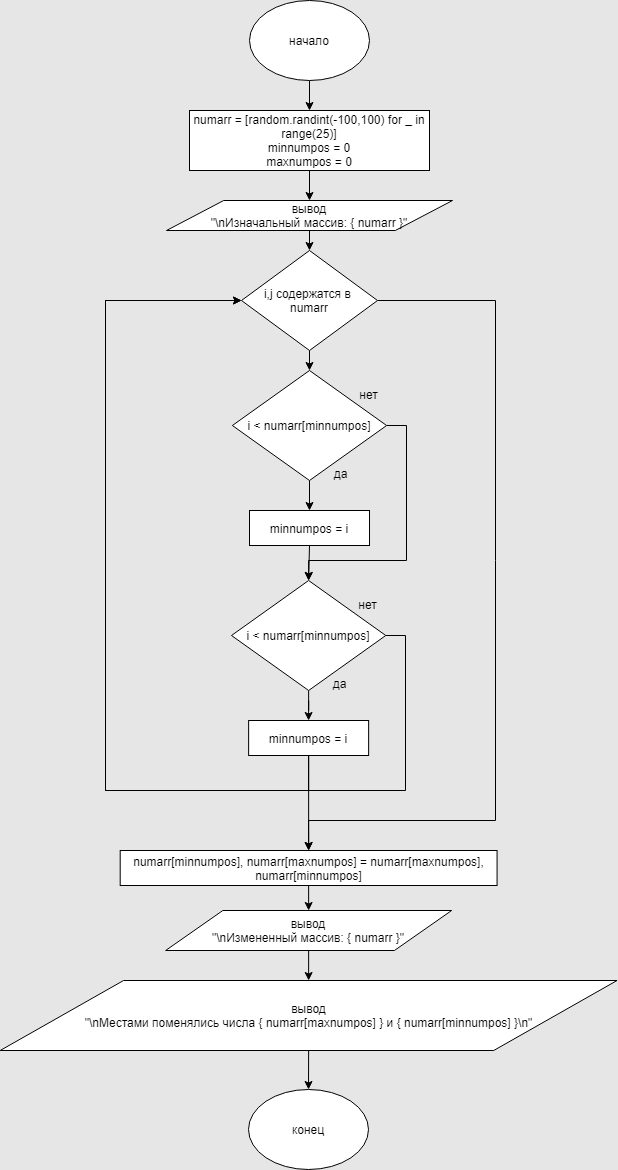 начало
numarr = [random.randint(-100,100) for _ in
range(25)]
minnumpos = 0
maxnumpos = 0
вывод
"\nИзначальный массив: { numarr }"
i,j содержатся в
numarr
нет
i < numarr[minnumpos]
да
minnumpos = i
нет
i < numarr[minnumpos]
да
minnumpos = i
numarr[minnumpos], numarr[maxnumpos] = numarr[maxnumpos],
numarr[minnumpos]
вывод
"\nИзмененный массив: { numarr }"
вывод
"\nМестами поменялись числа { numarr[maxnumpos] } и { numarr[minnumpos] }\n"
конец